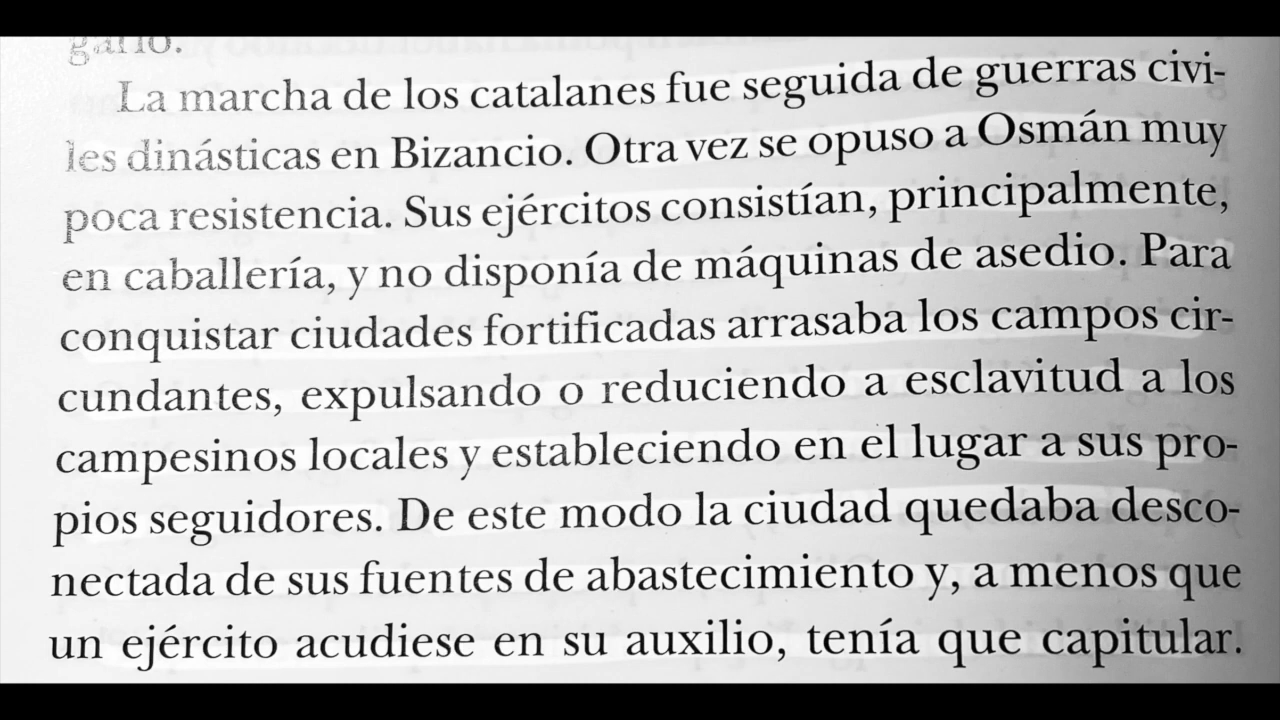 La marcha de los catalanes fue seguida de guerras civi-
les dinásticas en Bizancio. Otra vez se opuso a Osmán muy
poca resistencia. Sus ejércitos consistían, principalmente,
en caballería, y no disponía de máquinas de asedio. Para
conquistar ciudades fortificadas arrasaba los campos cir-
cundantes, expulsando o reduciendo a esclavitud a los
campesinos locales y estableciendo en el lugar a sus pro-
pios seguidores. De este modo la ciudad quedaba desco-
nectada de sus fuentes de abastecimiento y, a menos que
un ejército acudiese en su auxilio, tenía que capitular.